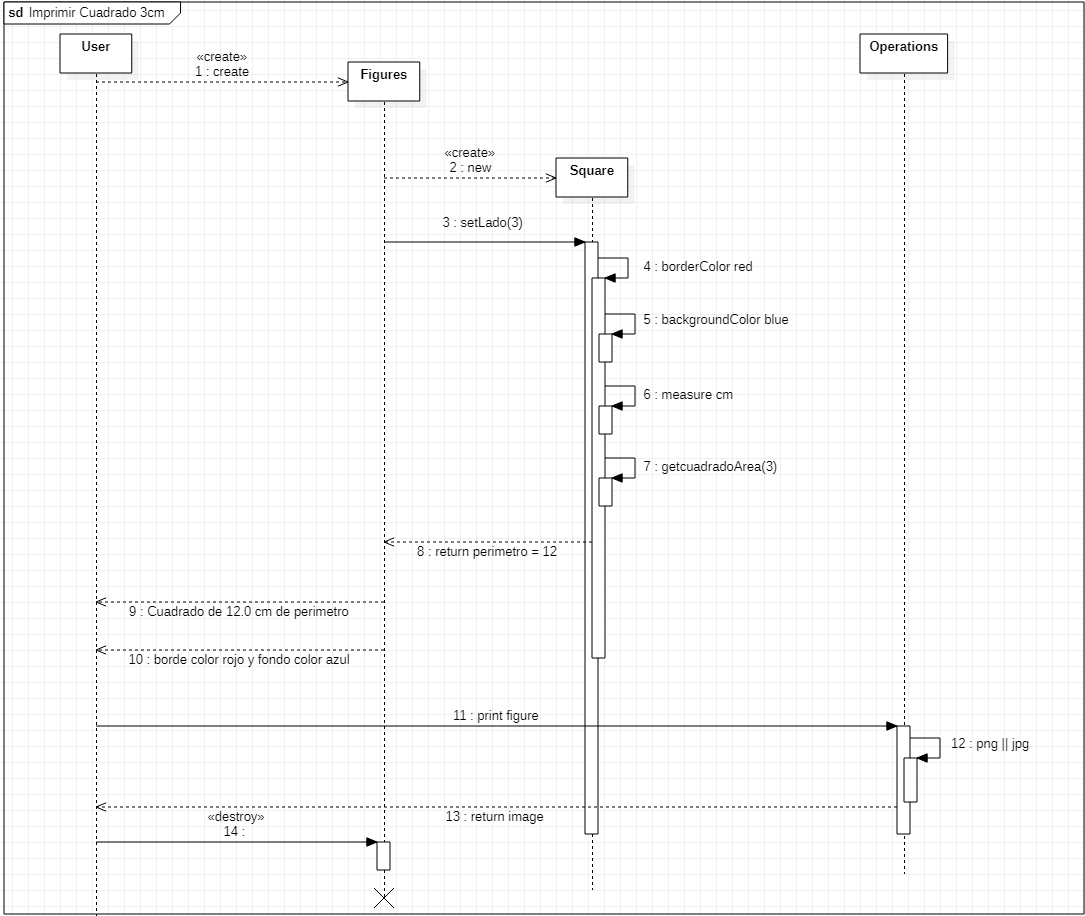 sd Imprimir Cuadrado 3cm
User
Operations
«create»
1 : create
Figures
«create»
2 : new
Square
3 : setLado(3)
4 : borderColor red
5 : backgroundColor blue
6 : measure cm
7 : getcuadradoArea(3)
8 : return perimetro = 12
9 : Cuadrado de 12.0 cm de perimetro
10 : borde color rojo y fondo color azul
11 : print figure
12 : png || jpg
13 : return image
«destroy»
14 :